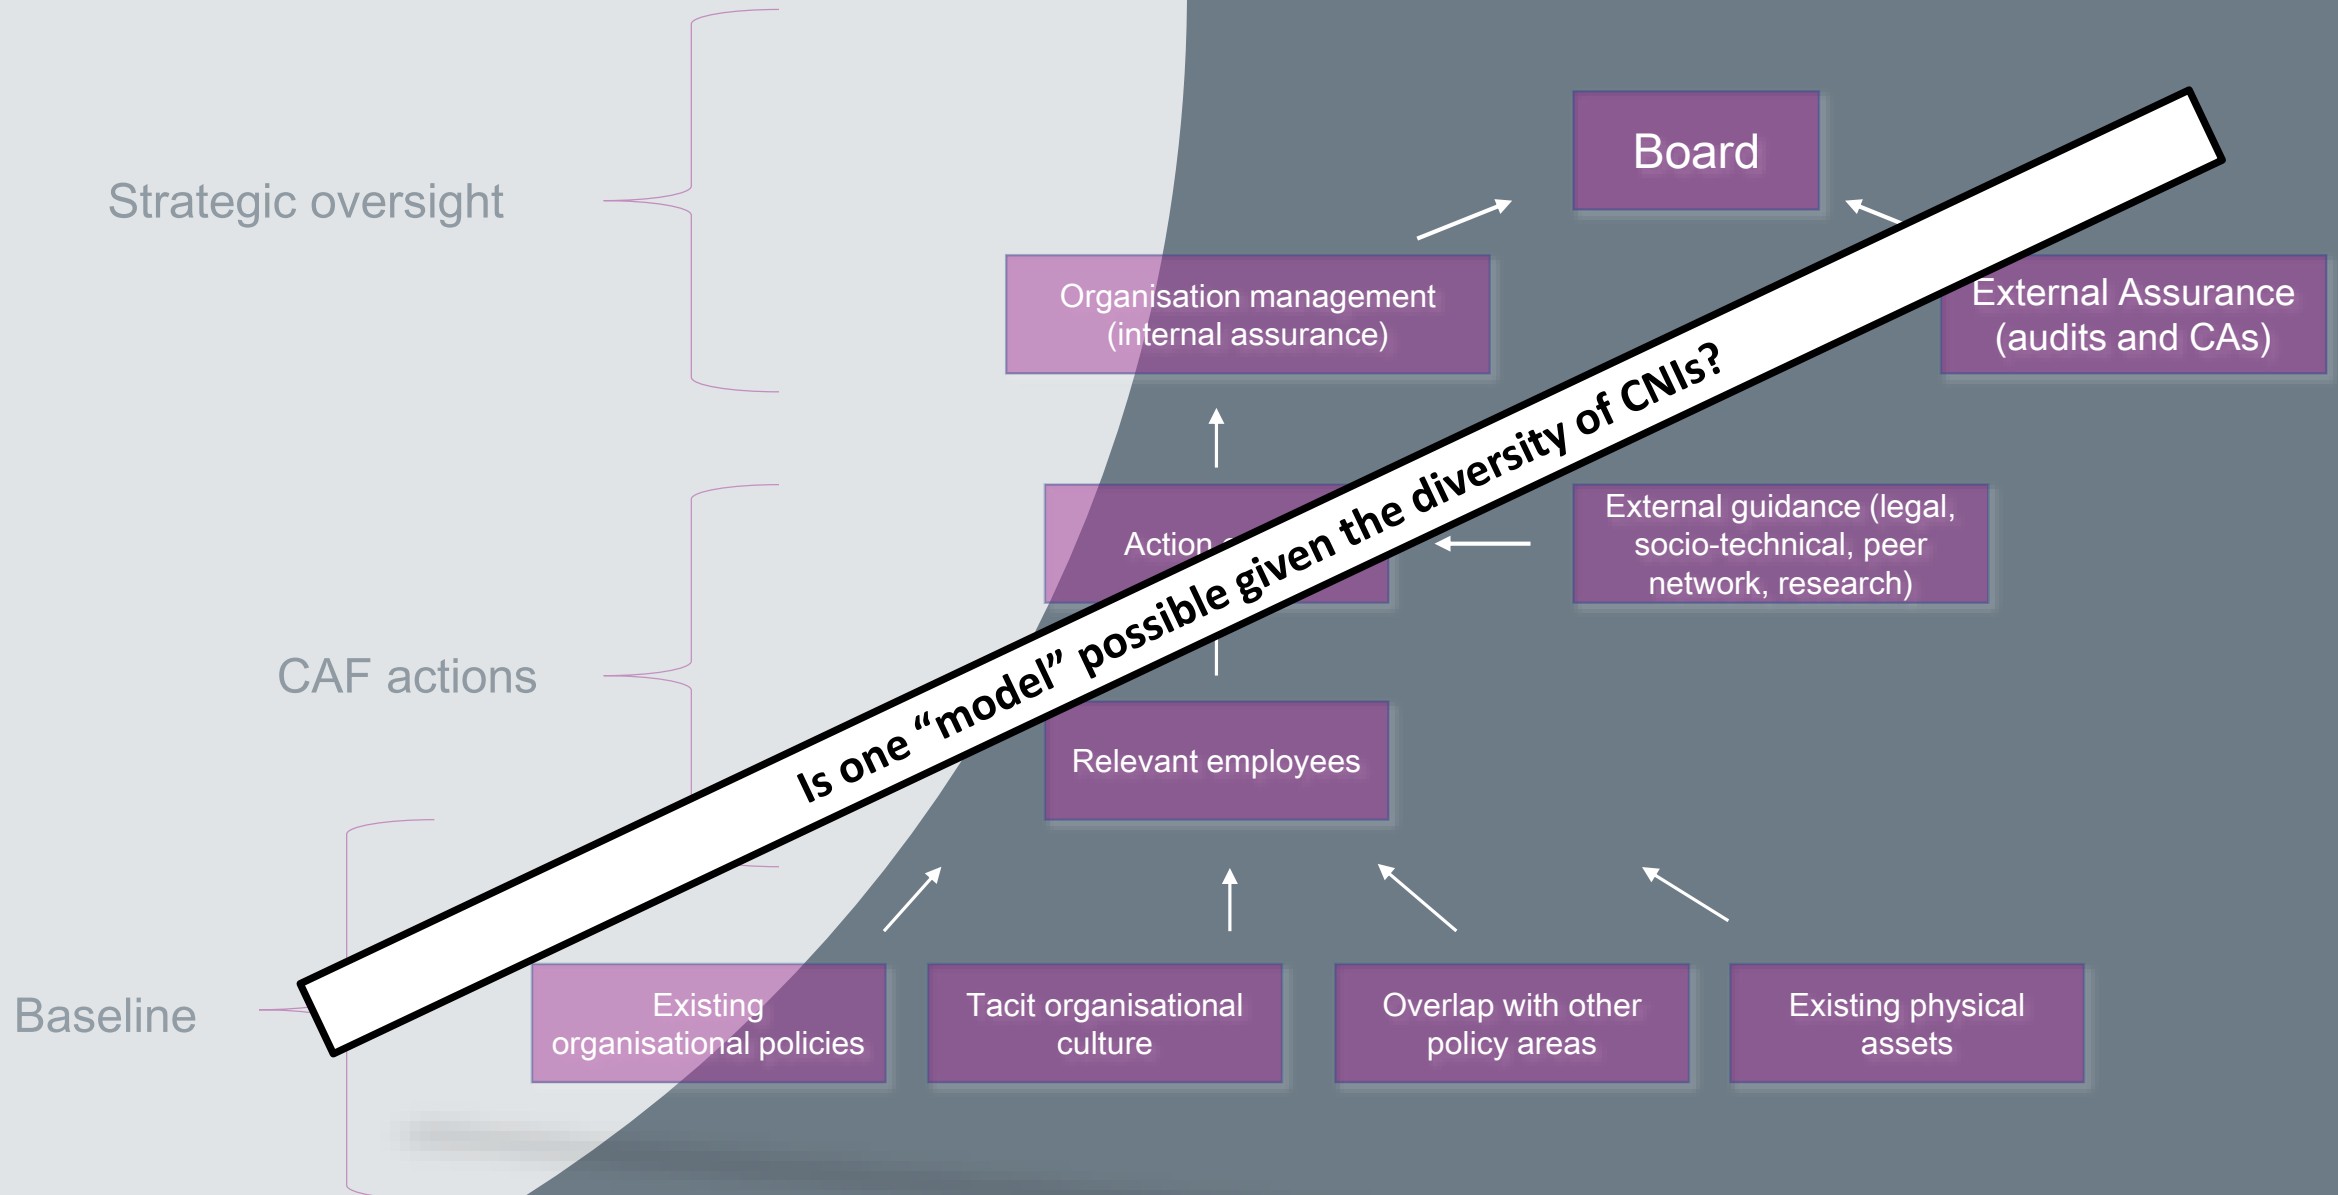 Strategic oversight
Board
Organisation management
(internal assurance)
External Assurance
(audits and CAs)
Is one “model” possible given the diversity of CNIs?
CAF actions
Action
External guidance (legal,
socio-technical, peer
network, research)
Relevant employees
Baseline
Existing
organisational policies
Tacit organisational
culture
Overlap with other
policy areas
Existing physical
assets